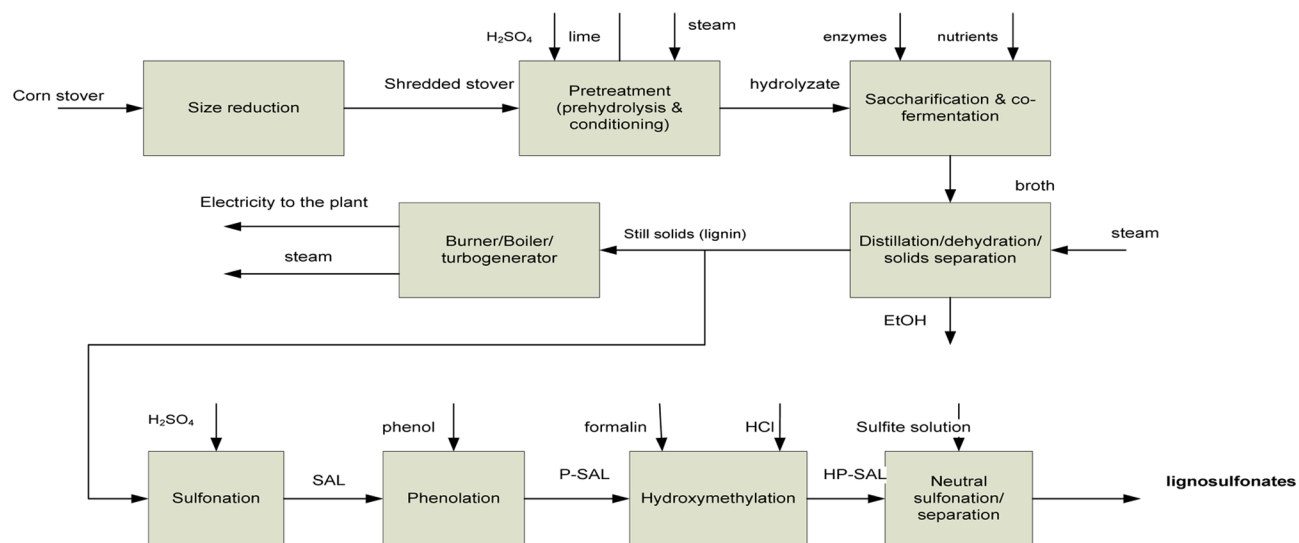 H₂SO₄
lime
steam
enzymes
nutrients
Corn stover
Size reduction
Shredded stover
Pretreatment
(prehydrolysis &
conditioning)
hydrolyzate
Saccharification & co-
fermentation
broth
Electricity to the plant
steam
Burner/Boiler/
turbogenerator
Still solids (lignin)
Distillation/dehydration/
solids separation
steam
EtOH
H₂SO₄
phenol
formalin
HCl
Sulfite solution
Sulfonation
SAL
Phenolation
P-SAL
Hydroxymethylation
HP-SAL
Neutral
sulfonation/
separation
lignosulfonates